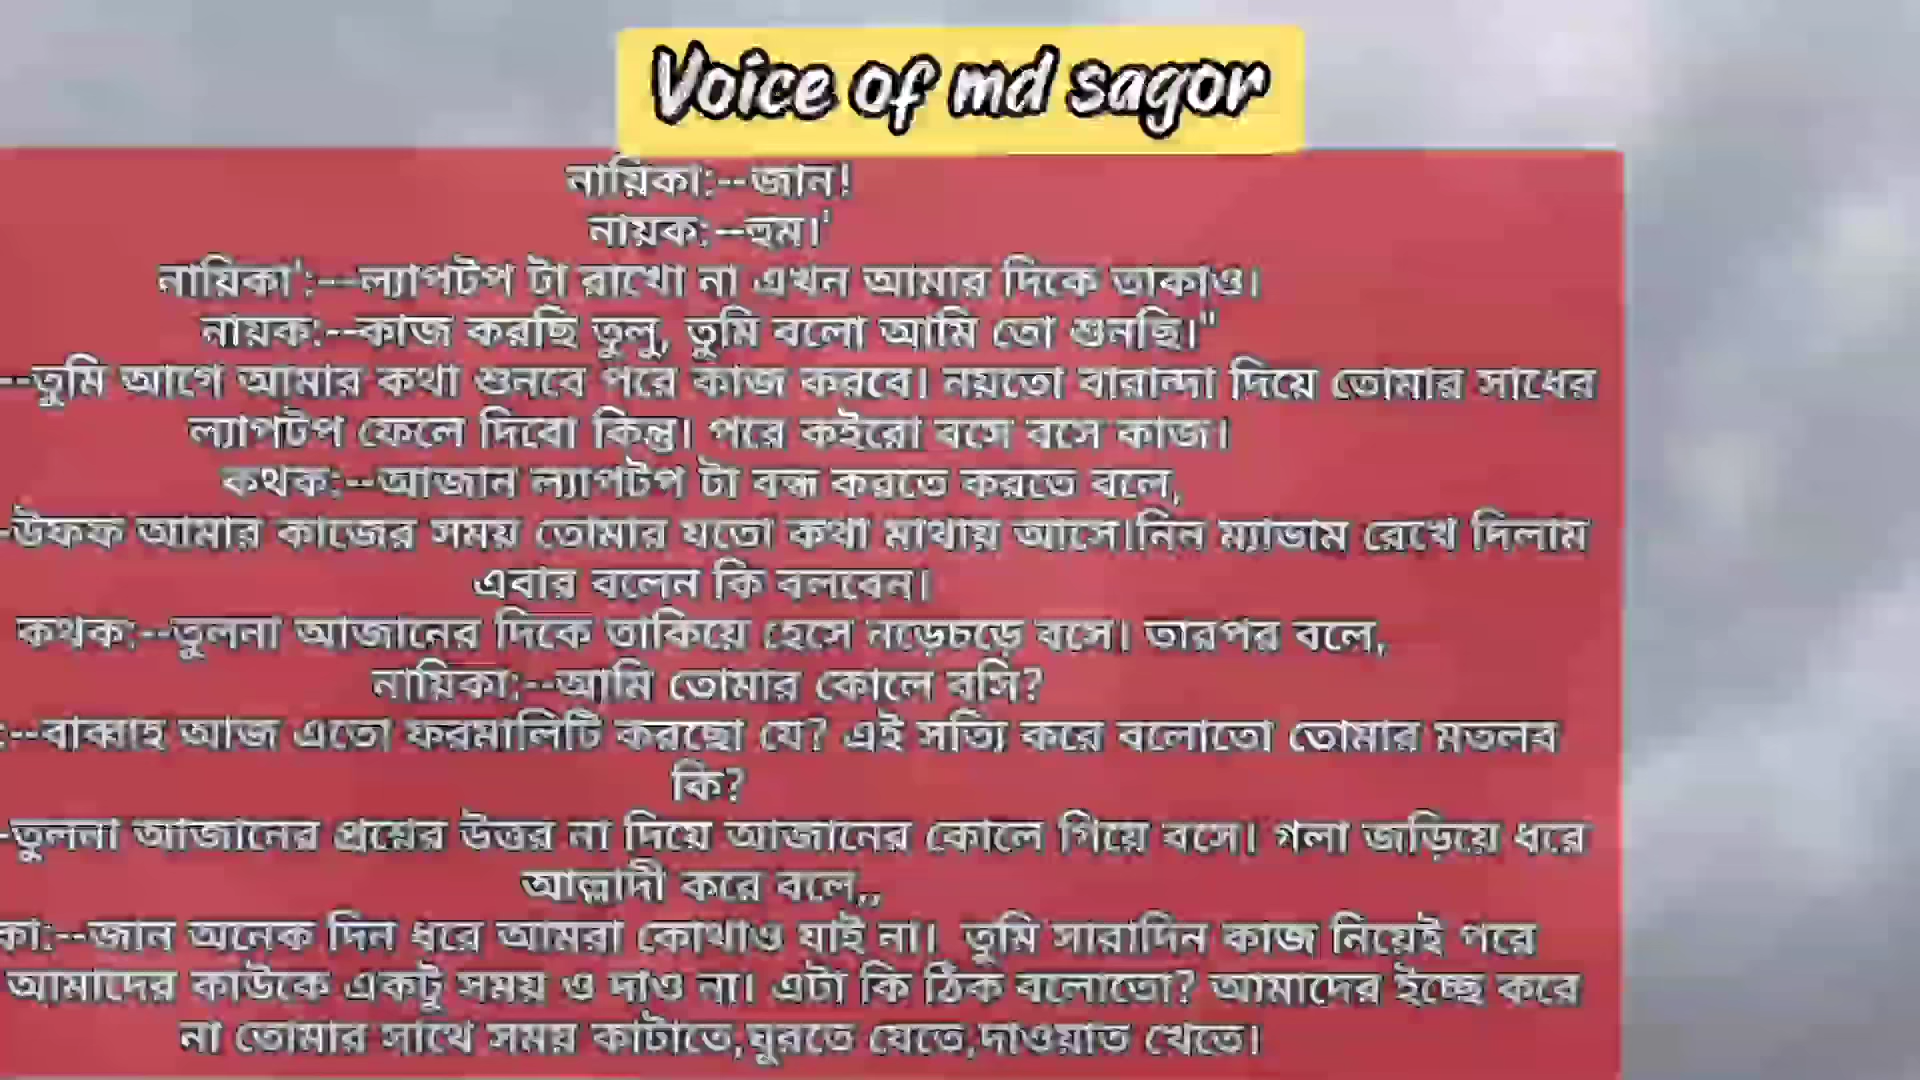 Voice of md sagor
নায়িকা:--জান!
নায়ক:--হুম।'
নায়িকা':--ল্যাপটপ টা রাখো না এখন আমার দিকে তাকাও।
নায়ক:--কাজ করছি তুলু, তুমি বলো আমি তো শুনছি।"
--তুমি আগে আমার কথা শুনবে পরে কাজ করবে। নয়তো বারান্দা দিয়ে তোমার সাধের
ল্যাপটপ ফেলে দিবো কিন্তু। পরে কইরো বসে বসে কাজ।
কথক:--আজান ল্যাপটপ টা বন্ধ করতে করতে বলে,
-উফফ আমার কাজের সময় তোমার যতো কথা মাথায় আসে।নিন ম্যাডাম রেখে দিলাম
এবার বলেন কি বলবেন।
কথক:--তুলনা আজানের দিকে তাকিয়ে হেসে নড়েচড়ে বসে। তারপর বলে,
নায়িকা:--আমি তোমার কোলে বসি?
:--বাব্বাহ আজ এতো ফরমালিটি করছো যে? এই সত্যি করে বলোতো তোমার মতলব
কি?
-তুলনা আজানের প্রশ্নের উত্তর না দিয়ে আজানের কোলে গিয়ে বসে। গলা জড়িয়ে ধরে
আল্লাদী করে বলে,,
কা:--জান অনেক দিন ধরে আমরা কোথাও যাই না। তুমি সারাদিন কাজ নিয়েই পরে
আমাদের কাউকে একটু সময় ও দাও না। এটা কি ঠিক বলোতো? আমাদের ইচ্ছে করে
না তোমার সাথে সময় কাটাতে,ঘুরতে যেতে,দাওয়াত খেতে।